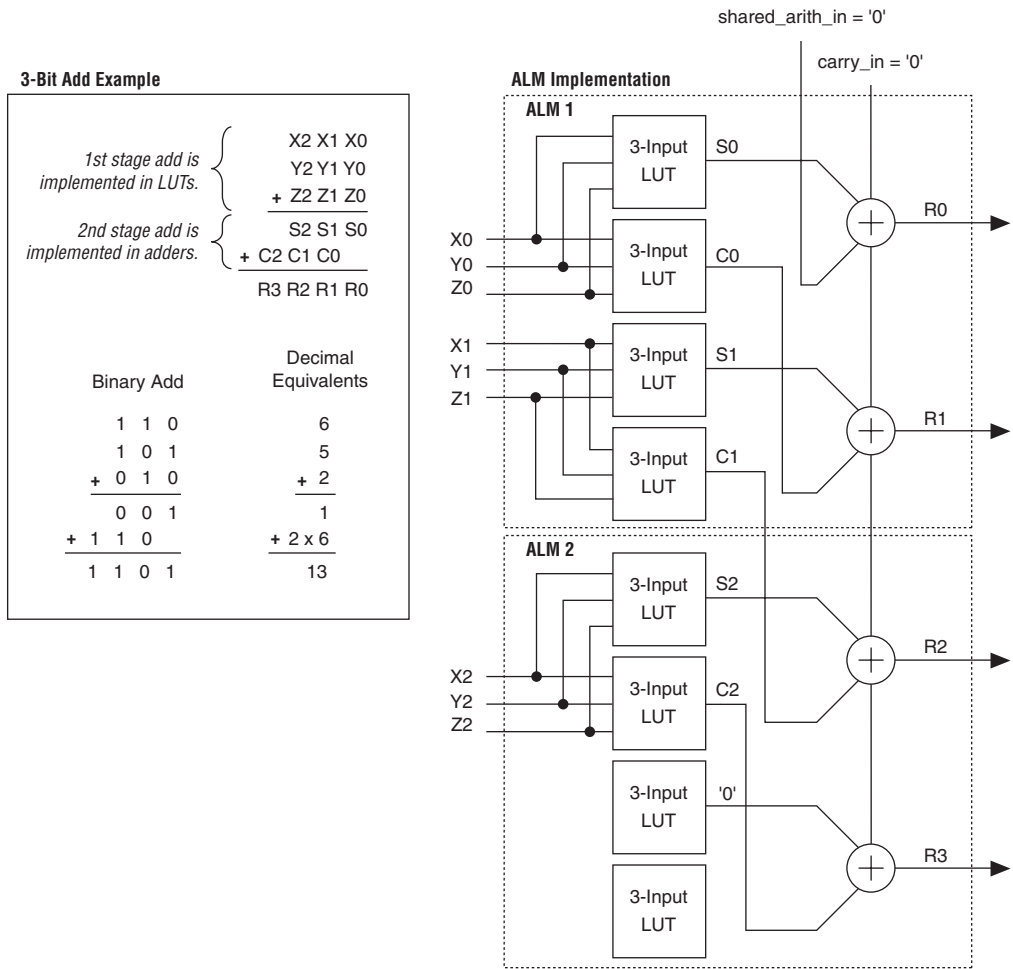 shared_arith_in = '0'
carry_in = '0'
3-Bit Add Example
1st stage add is
implemented in LUTs.
X2 X1 X0
Y2 Y1 Y0
+ Z2 Z1 Z0
2nd stage add is
implemented in adders.
S2 S1 S0
+ C2 C1 C0
R3 R2 R1 R0
Binary Add
1 1 0
1 0 1
+ 0 1 0
0 0 1
+ 1 1 0
1 1 0 1
Decimal
Equivalents
6
5
+ 2
1
+ 2 x 6
13
ALM Implementation
ALM 1
3-Input
LUT
S0
R0
X0
Y0
Z0
3-Input
LUT
C0
X1
Y1
Z1
3-Input
LUT
S1
R1
3-Input
LUT
C1
ALM 2
3-Input
LUT
S2
R2
X2
Y2
Z2
3-Input
LUT
C2
3-Input
LUT
'0'
R3
3-Input
LUT